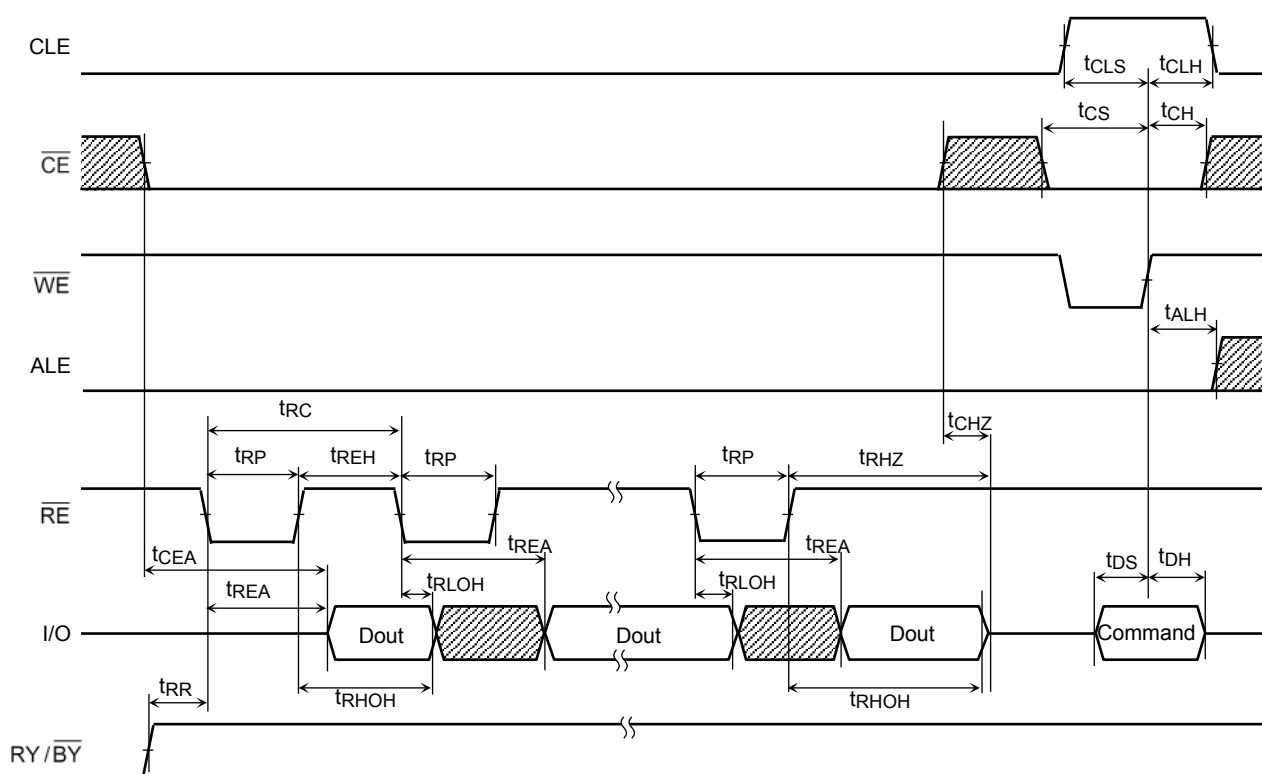 CLE
tCLS
tCLH
tCS
tCH
CE
WE
tALH
ALE
tRC
tCHZ
tRP
tREH
tRP
tRP
tRHZ
RE
tCEA
tREA
tREA
tREA
tRLOH
tRLOH
tDS
tDH
I/O
Dout
Dout
Dout
Command
tRR
tRHOH
tRHOH
RY/BY